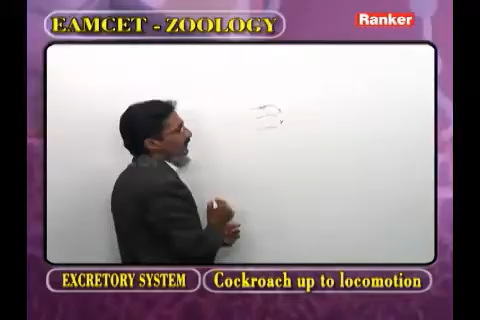 EAMCET - ZOOLOGY
Ranker
EXCRETORY SYSTEM
Cockroach up to locomotion